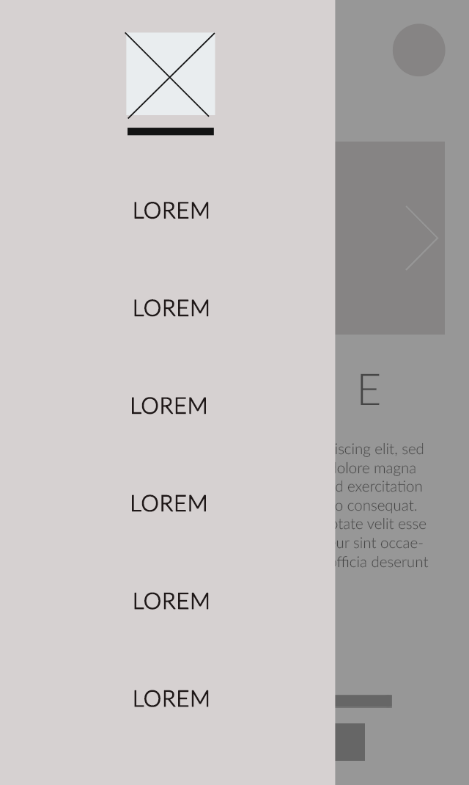 LOREM
LOREM
LOREM
LOREM
LOREM
LOREM
E
iscing elit, sed
lolore magna
d exercitation
o consequat.
otate velit esse
ur sint occae-
officia deserunt